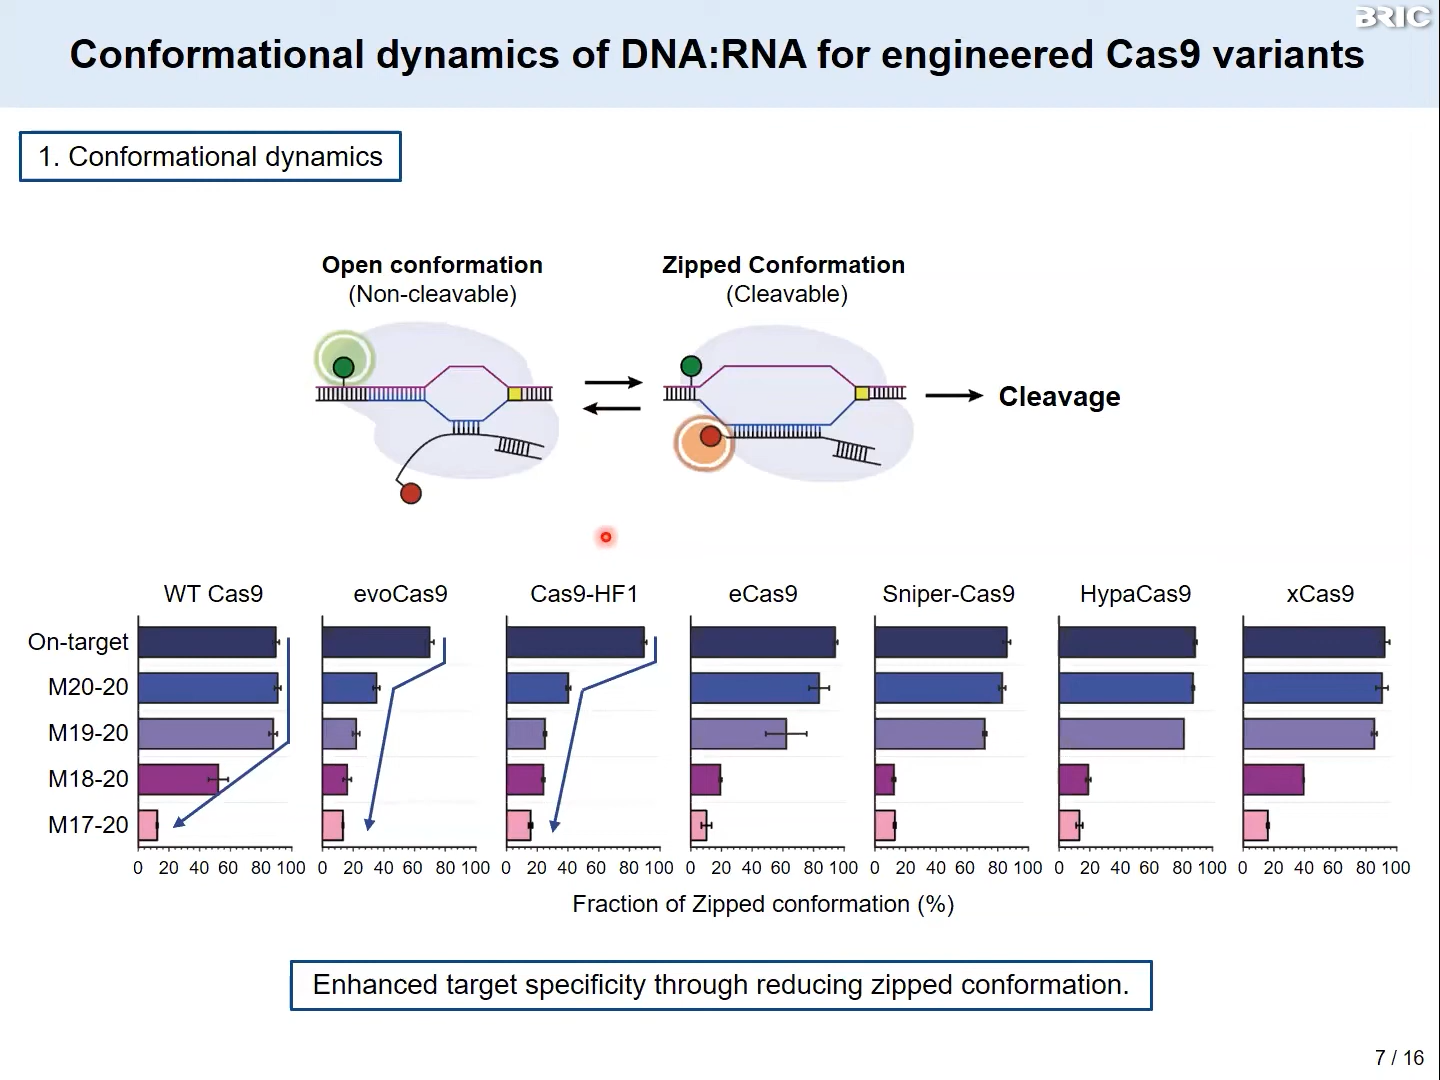 BRIC
Conformational dynamics of DNA:RNA for engineered Cas9 variants
1. Conformational dynamics
Open conformation
(Non-cleavable)
Zipped Conformation
(Cleavable)
Cleavage
WT Cas9
evoCas9
Cas9-HF1
eCas9
Sniper-Cas9
HypaCas9
xCas9
On-target
M20-20
M19-20
M18-20
M17-20
0 20 40 60 80 100
0 20 40 60 80 100
0 20 40 60 80 100
0 20 40 60 80 100
0 20 40 60 80 100
0 20 40 60 80 100
0 20 40 60 80 100
Fraction of Zipped conformation (%)
Enhanced target specificity through reducing zipped conformation.
7 / 16